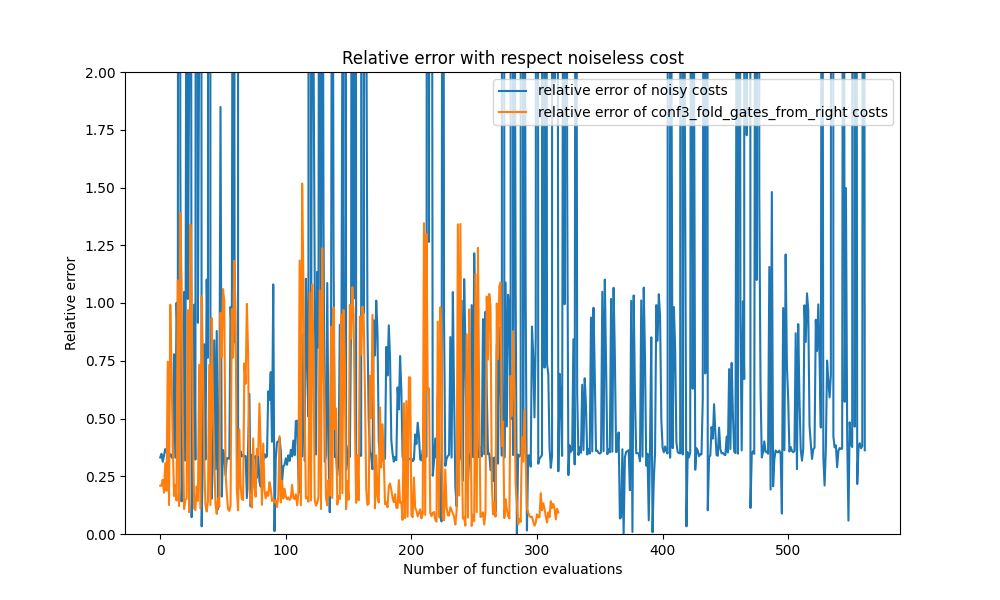 Relative error with respect noiseless cost
relative error of noisy costs
relative error of conf3_fold_gates_from_right costs
Relative error
2.00
1.75
1.50
1.25
1.00
0.75
0.50
0.25
0.00
0 100 200 300 400 500
Number of function evaluations